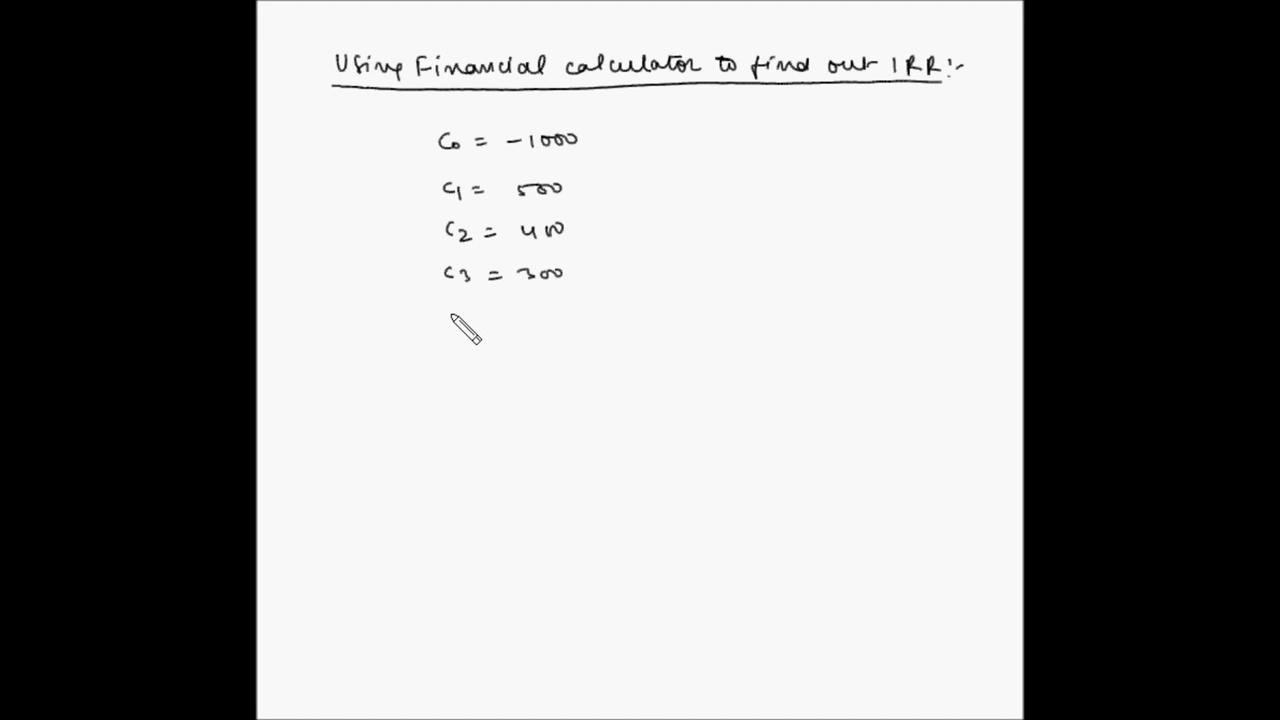 Using Financial calculator to find out IRR:-
C0 = -1000
C1 = 500
C2 = 400
C3 = 300